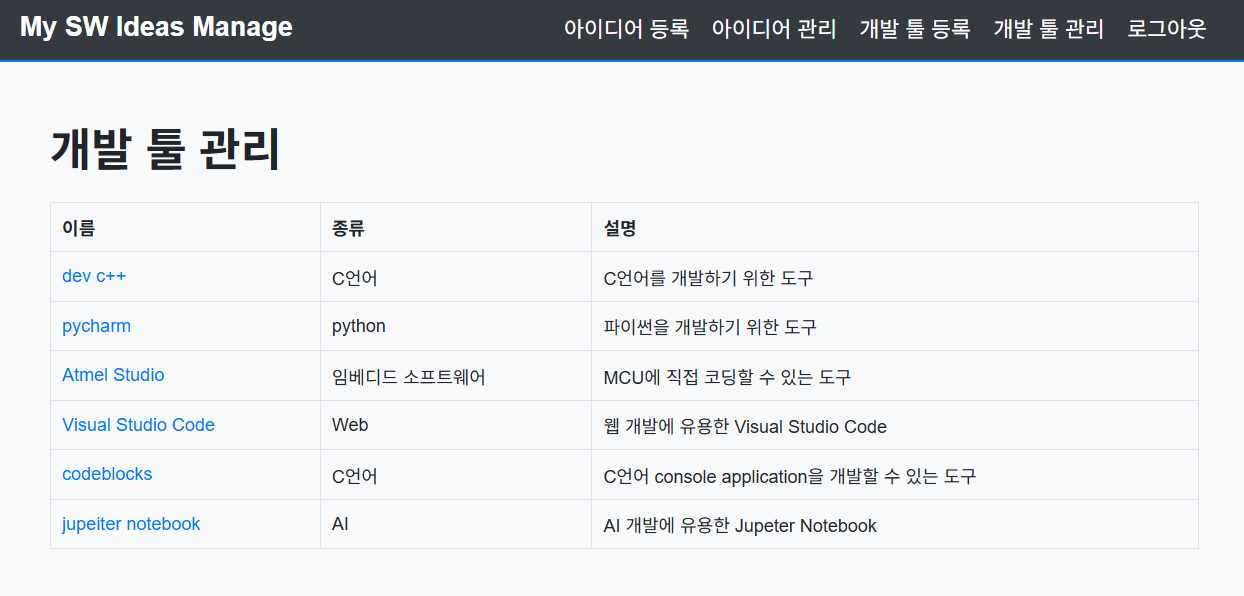 My SW Ideas Manage 아이디어 등록 아이디어 관리 개발 툴 등록 개발 툴 관리 로그아웃
개발 툴 관리
이름 종류 설명
dev c++ C언어 C언어를 개발하기 위한 도구
pycharm python 파이썬을 개발하기 위한 도구
Atmel Studio 임베디드 소프트웨어 MCU에 직접 코딩할 수 있는 도구
Visual Studio Code Web 웹 개발에 유용한 Visual Studio Code
codeblocks C언어 C언어 console application을 개발할 수 있는 도구
jupeiter notebook AI AI 개발에 유용한 Jupeter Notebook